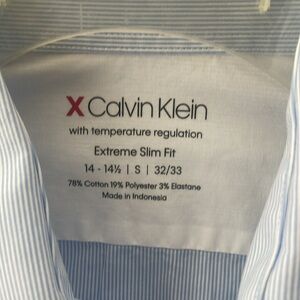 X Calvin Klein
with temperature regulation
Extreme Slim Fit
14 - 14½ | S | 32/33
78% Cotton 19% Polyester 3% Elastane
Made in Indonesia